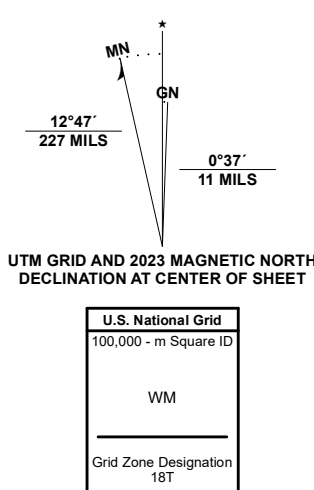 ★
MN
GN
12°47´
227 MILS
0°37´
11 MILS
UTM GRID AND 2023 MAGNETIC NORTH
DECLINATION AT CENTER OF SHEET
U.S. National Grid
100,000 - m Square ID
WM
Grid Zone Designation
18T